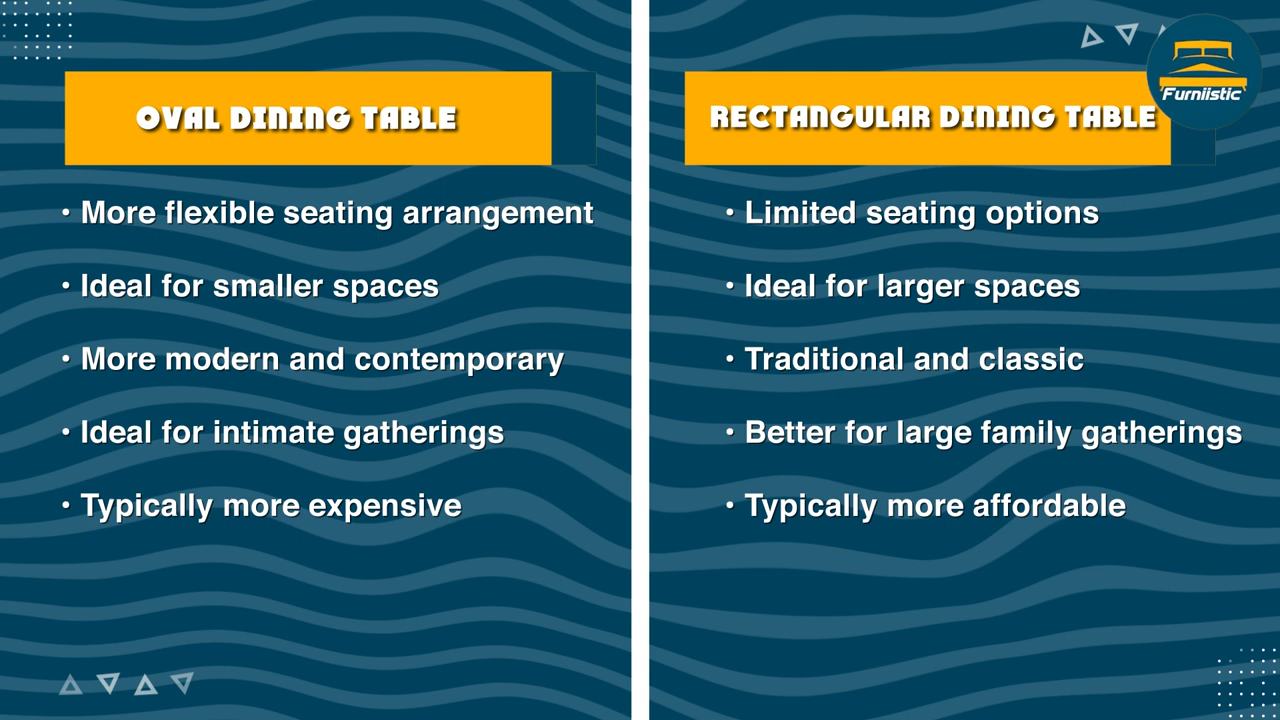 OVAL DINING TABLE
• More flexible seating arrangement
• Ideal for smaller spaces
• More modern and contemporary
• Ideal for intimate gatherings
• Typically more expensive
Furniistic
RECTANGULAR DINING TABLE
• Limited seating options
• Ideal for larger spaces
• Traditional and classic
• Better for large family gatherings
• Typically more affordable